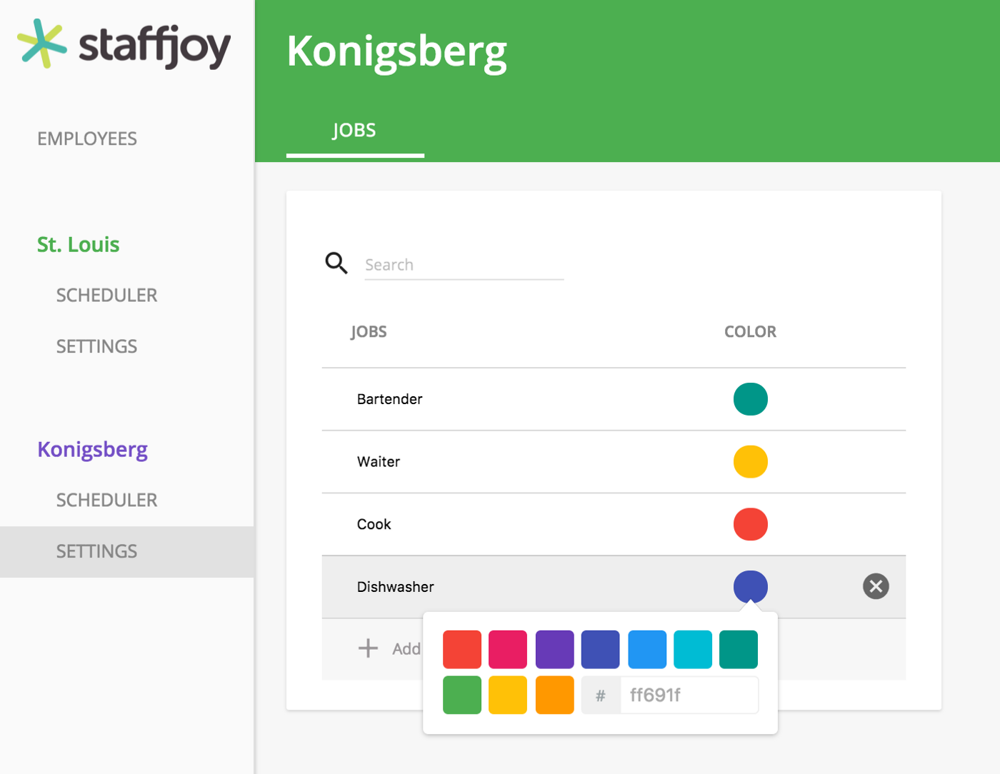 staffjoy
EMPLOYEES
St. Louis
SCHEDULER
SETTINGS
Konigsberg
SCHEDULER
SETTINGS
Konigsberg
JOBS
Search
JOBS COLOR
Bartender
Waiter
Cook
Dishwasher
Add
# ff691f